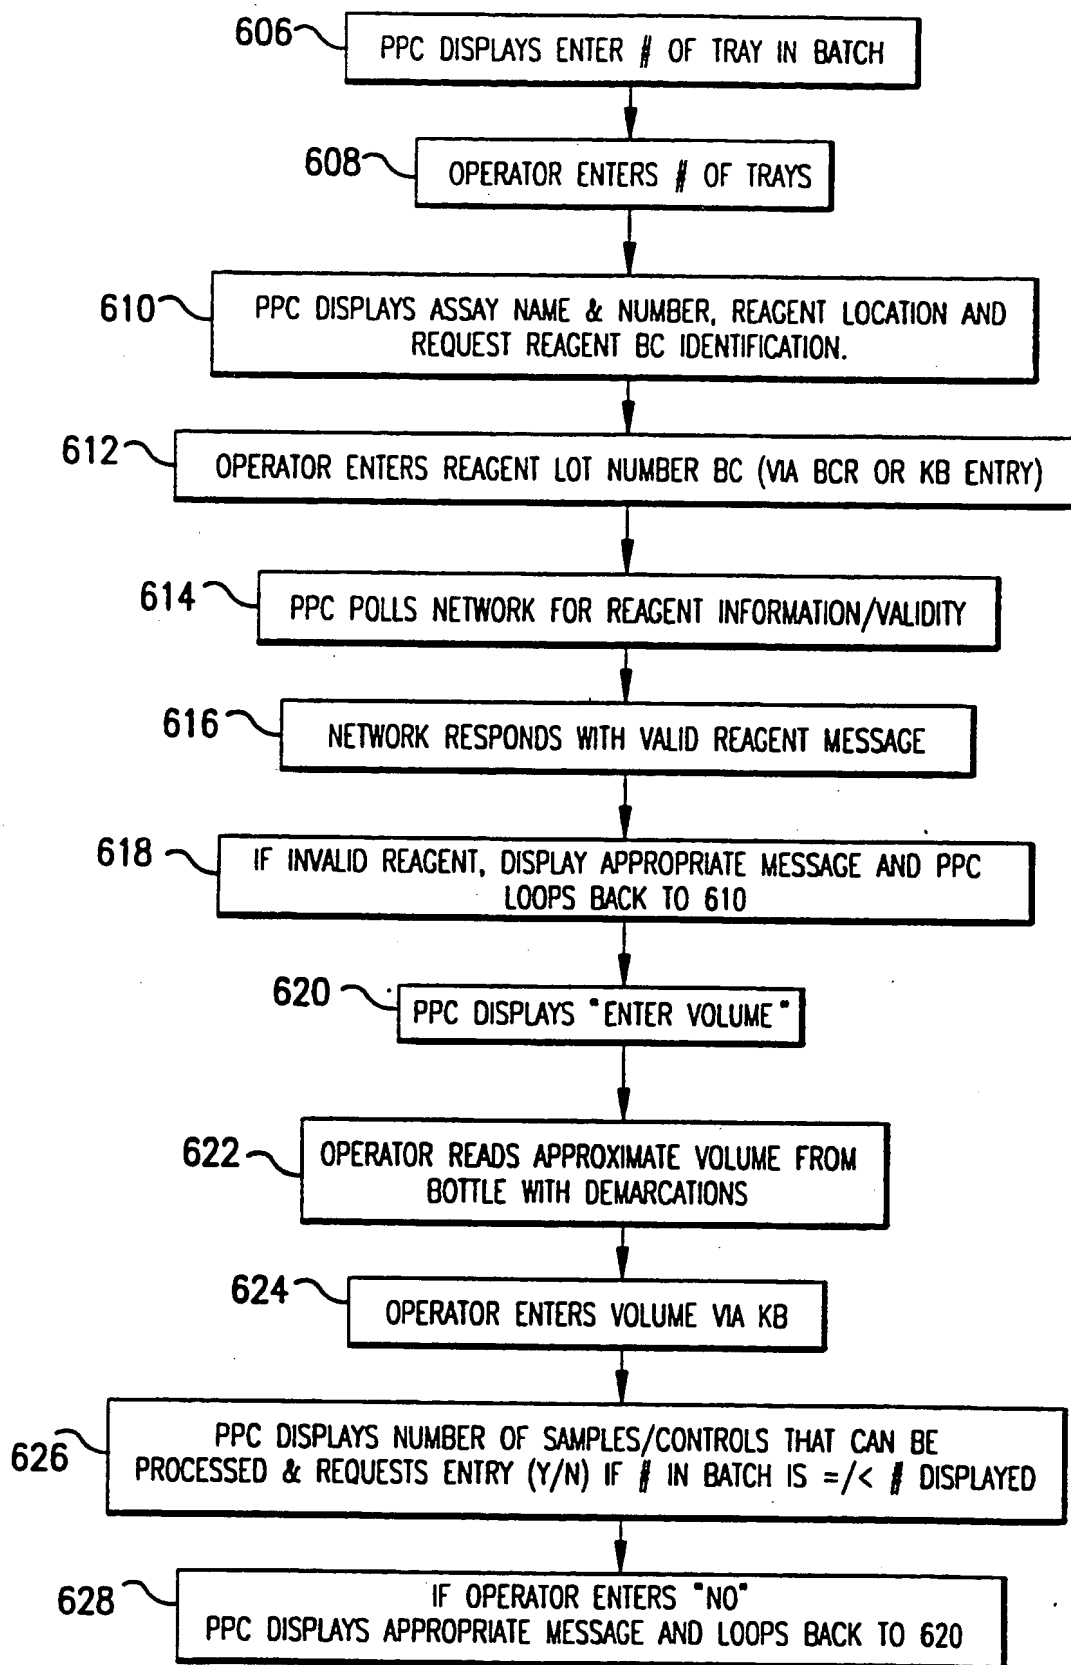 606
PPC DISPLAYS ENTER # OF TRAY IN BATCH
608
OPERATOR ENTERS # OF TRAYS
610
PPC DISPLAYS ASSAY NAME & NUMBER, REAGENT LOCATION AND
REQUEST REAGENT BC IDENTIFICATION.
612
OPERATOR ENTERS REAGENT LOT NUMBER BC (VIA BCR OR KB ENTRY)
614
PPC POLLS NETWORK FOR REAGENT INFORMATION/VALIDITY
616
NETWORK RESPONDS WITH VALID REAGENT MESSAGE
618
IF INVALID REAGENT, DISPLAY APPROPRIATE MESSAGE AND PPC
LOOPS BACK TO 610
620
PPC DISPLAYS "ENTER VOLUME"
622
OPERATOR READS APPROXIMATE VOLUME FROM
BOTTLE WITH DEMARCATIONS
624
OPERATOR ENTERS VOLUME VIA KB
626
PPC DISPLAYS NUMBER OF SAMPLES/CONTROLS THAT CAN BE
PROCESSED & REQUESTS ENTRY (Y/N) IF # IN BATCH IS =/< # DISPLAYED
628
IF OPERATOR ENTERS "NO"
PPC DISPLAYS APPROPRIATE MESSAGE AND LOOPS BACK TO 620